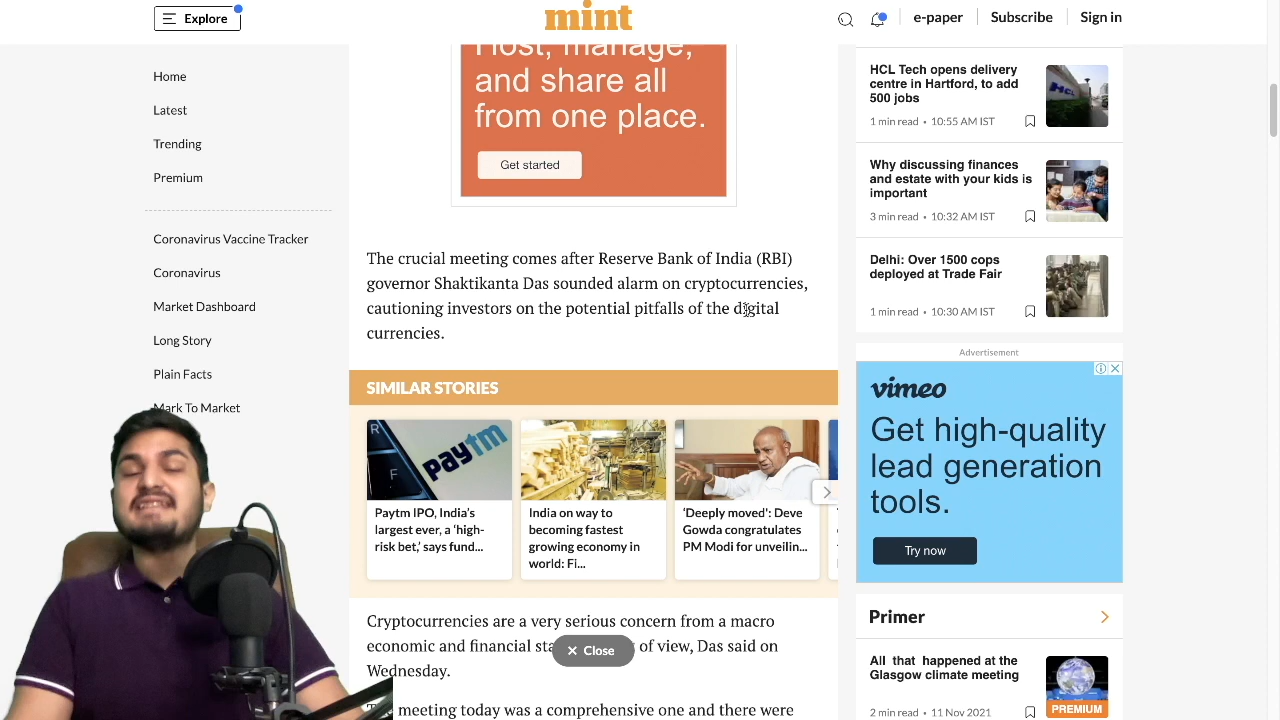 Explore
mint
e-paper
Subscribe
Sign in
Home
Latest
Trending
Premium
Coronavirus Vaccine Tracker
Coronavirus
Market Dashboard
Long Story
Plain Facts
Mark To Market
Host, manage,
and share all
from one place.
Get started
The crucial meeting comes after Reserve Bank of India (RBI)
governor Shaktikanta Das sounded alarm on cryptocurrencies,
cautioning investors on the potential pitfalls of the digital
currencies.
SIMILAR STORIES
R
F
Paytm
Paytm IPO, India's
largest ever, a 'high-
risk bet,' says fund...
India on way to
becoming fastest
growing economy in
world: Fi...
'Deeply moved': Deve
Gowda congratulates
PM Modi for unveilin...
Cryptocurrencies are a very serious concern from a macro
economic and financial of view, Das said on
Wednesday.
Close
meeting today was a comprehensive one and there were
HCL Tech opens delivery
centre in Hartford, to add
500 jobs
1 min read • 10:55 AM IST
HCL
Why discussing finances
and estate with your kids is
important
3 min read • 10:32 AM IST
Delhi: Over 1500 cops
deployed at Trade Fair
1 min read • 10:30 AM IST
Advertisement
vimeo
Get high-quality
lead generation
tools.
Try now
Primer
All that happened at the
Glasgow climate meeting
2 min read • 11 Nov 2021
PREMIUM